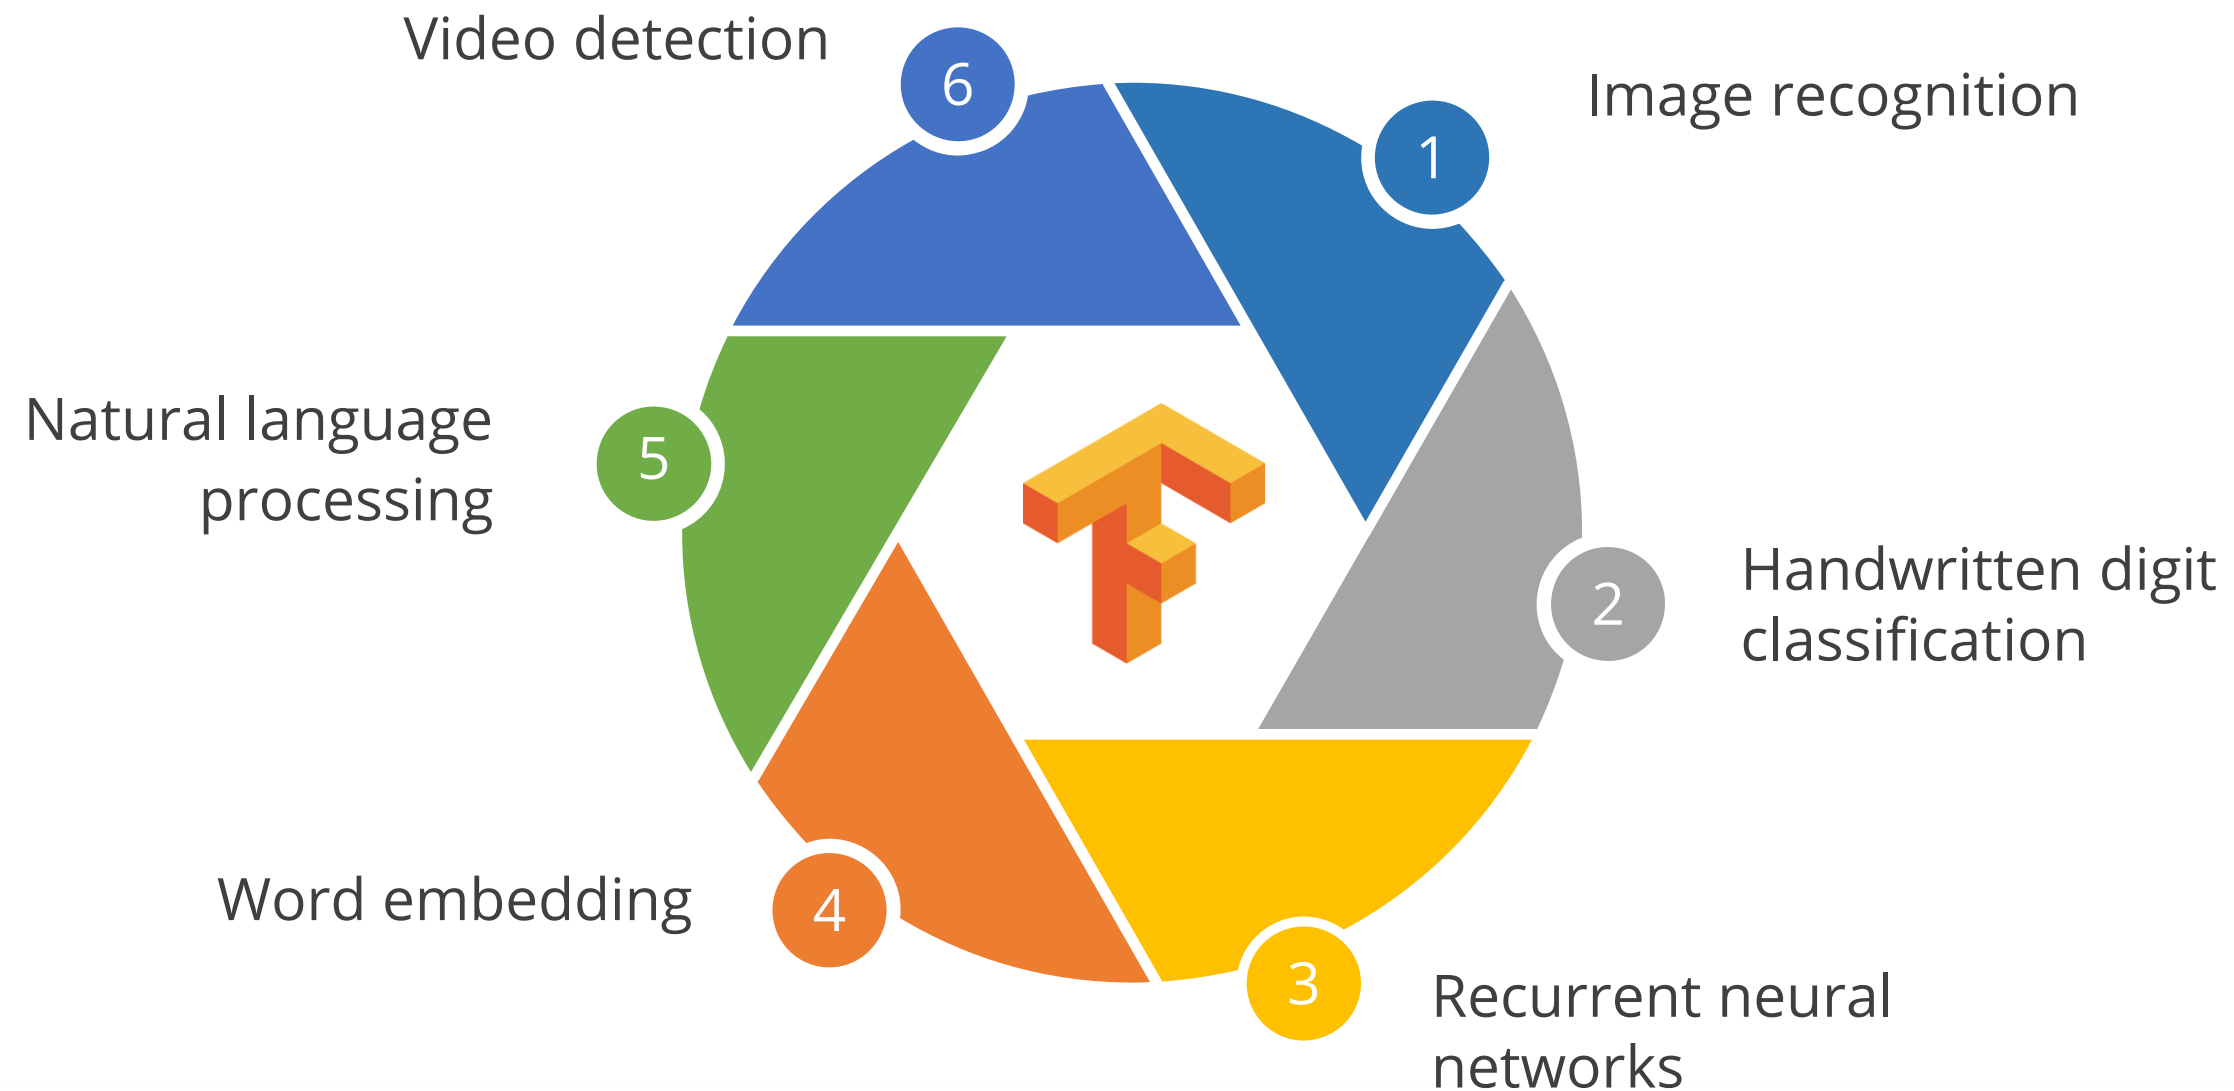 Video detection
6
1
Image recognition
Natural language
processing
5
2
Handwritten digit
classification
Word embedding
4
3
Recurrent neural
networks